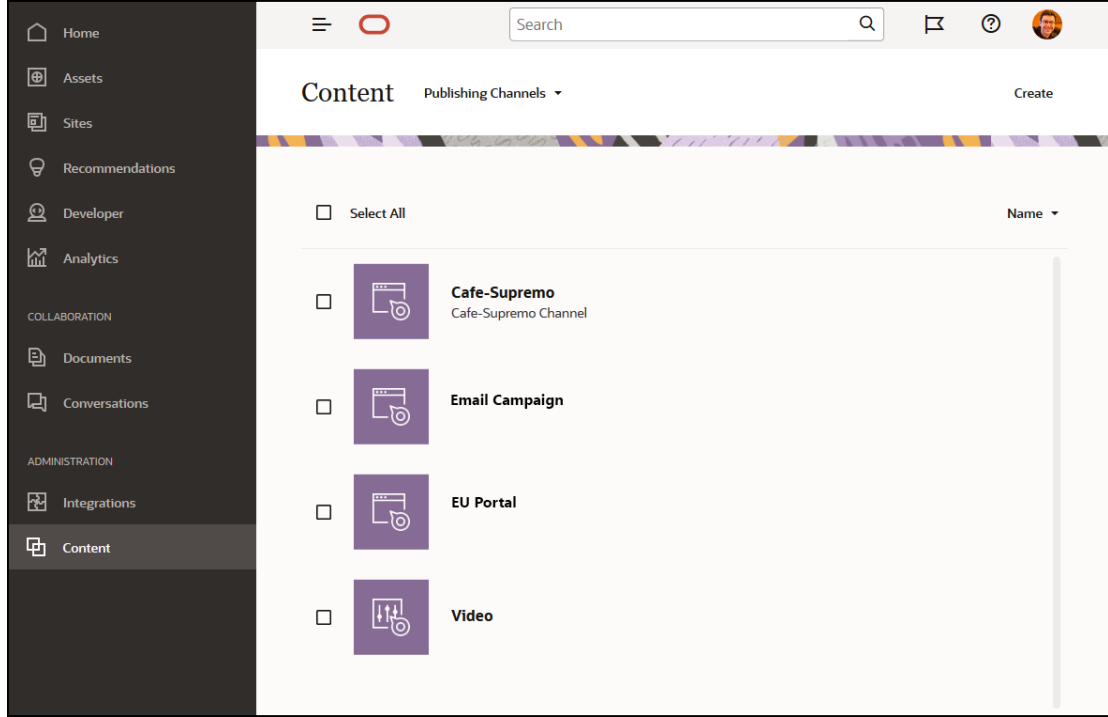 Home
Assets
Sites
Recommendations
Developer
Analytics
COLLABORATION
Documents
Conversations
ADMINISTRATION
Integrations
Content
Search
Content
Publishing Channels
Create
Select All
Name
Cafe-Supremo
Cafe-Supremo Channel
Email Campaign
EU Portal
Video